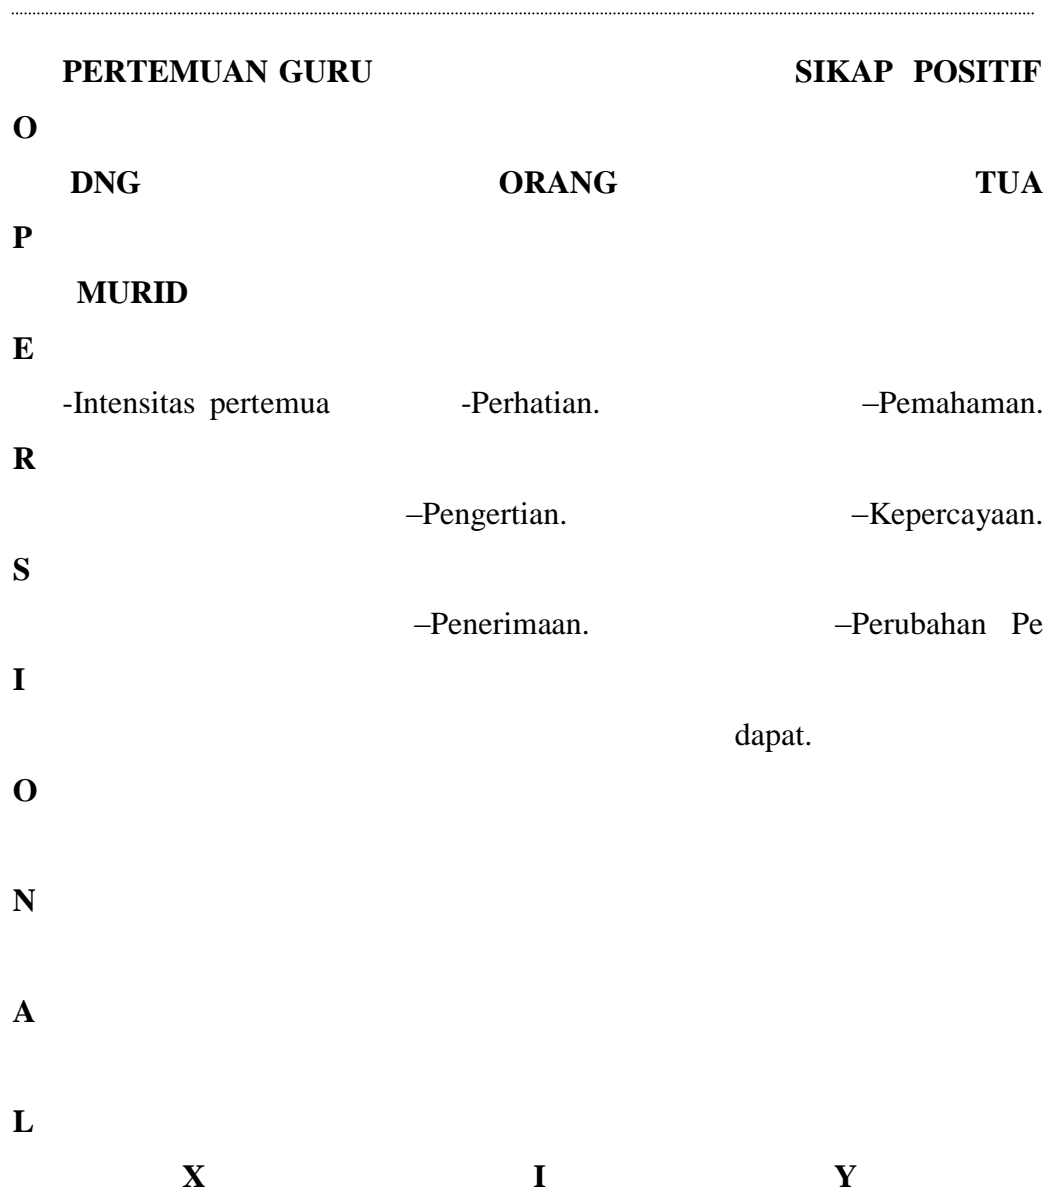 PERTEMUAN GURU SIKAP POSITIF
O
DNG ORANG TUA
P
MURID
E
-Intensitas pertemua -Perhatian. –Pemahaman.
R
–Pengertian. –Kepercayaan.
S
–Penerimaan. –Perubahan Pe
I
dapat.
O
N
A
L
X I Y